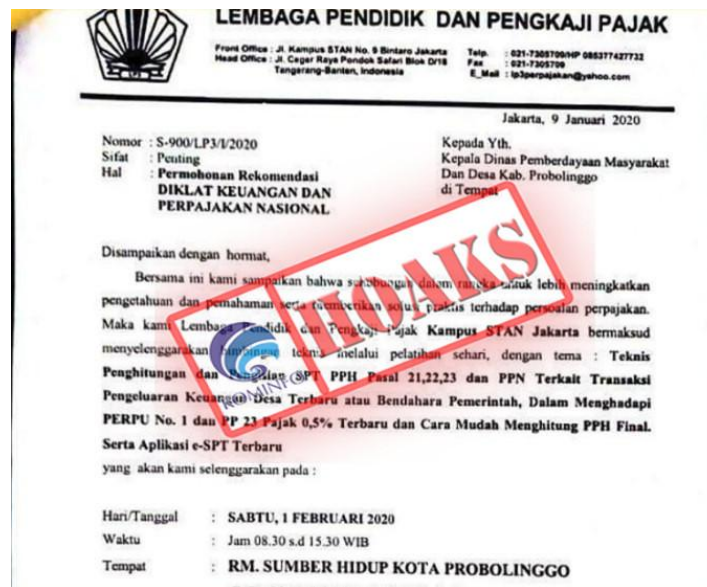 LEMBAGA PENDIDIK DAN PENGKAJI PAJAK
Front Office : Jl. Kampus STAN No. 9 Bintaro Jakarta
Head Office : Jl. Ceger Raya Pondok Safari Blok D/18
Tangerang-Banten, Indonesia
Telp. : 021-7305709/HP 085377427732
Fax : 021-7305709
E_Mail : lp3perpajakan@yahoo.com
Jakarta, 9 Januari 2020
Nomor : S-900/LP3/I/2020
Sifat : Penting
Hal : Permohonan Rekomendasi
DIKLAT KEUANGAN DAN
PERPAJAKAN NASIONAL
Kepada Yth.
Kepala Dinas Pemberdayaan Masyarakat
Dan Desa Kab. Probolinggo
di Tempat
HOAKS
KOMINFO
Disampaikan dengan hormat,
Bersama ini kami sampaikan bahwa sehubungan dalam rangka untuk lebih meningkatkan
pengetahuan dan pemahaman serta memberikan solusi praktis terhadap persoalan perpajakan.
Maka kami Lembaga Pendidik dan Pengkaji Pajak Kampus STAN Jakarta bermaksud
menyelenggarakan bimbingan teknis melalui pelatihan sehari, dengan tema : Teknis
Penghitungan dan Pengisian SPT PPH Pasal 21,22,23 dan PPN Terkait Transaksi
Pengeluaran Keuangan Desa Terbaru atau Bendahara Pemerintah, Dalam Menghadapi
PERPU No. 1 dan PP 23 Pajak 0,5% Terbaru dan Cara Mudah Menghitung PPH Final.
Serta Aplikasi e-SPT Terbaru
yang akan kami selenggarakan pada :
Hari/Tanggal : SABTU, 1 FEBRUARI 2020
Waktu : Jam 08.30 s.d 15.30 WIB
Tempat : RM. SUMBER HIDUP KOTA PROBOLINGGO